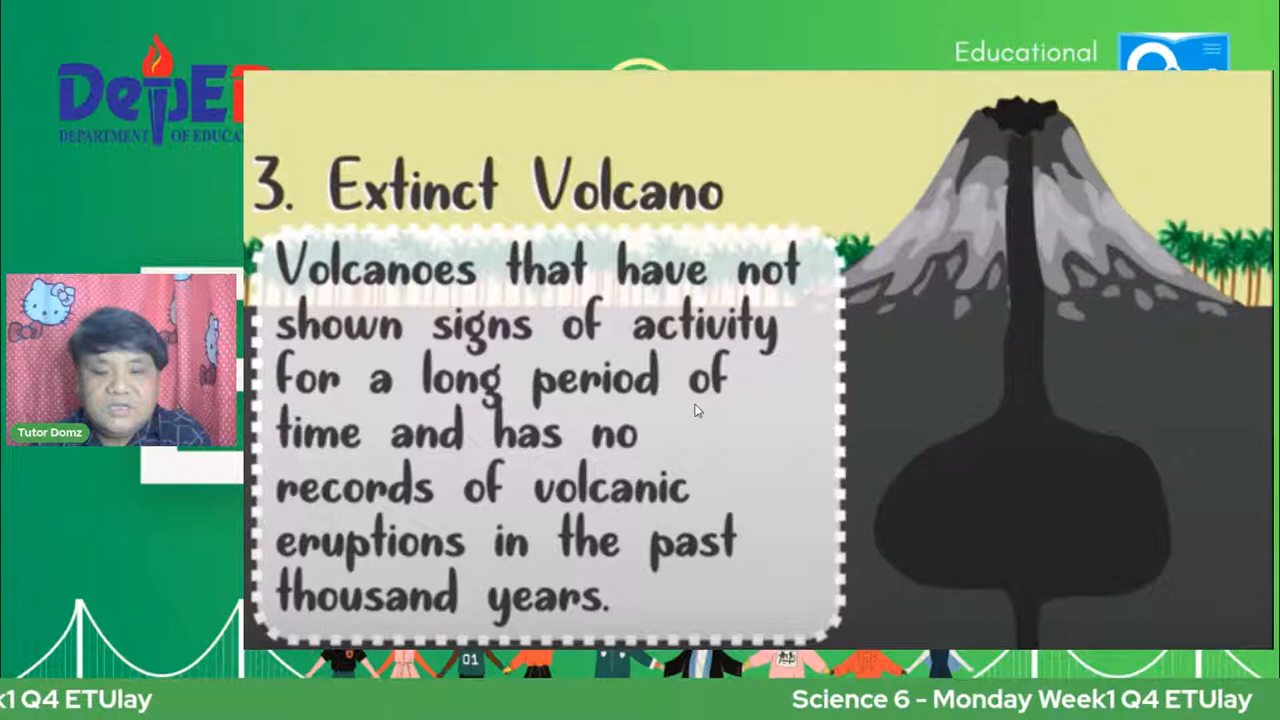 Educational
DepE
DEPARTMENT OF EDUCA
3. Extinct Volcano
Volcanoes that have not
shown signs of activity
for a long period of
time and has no
records of volcanic
eruptions in the past
thousand years.
Tutor Domz
01
k1 Q4 ETUlay
Science 6 - Monday Week1 Q4 ETUlay